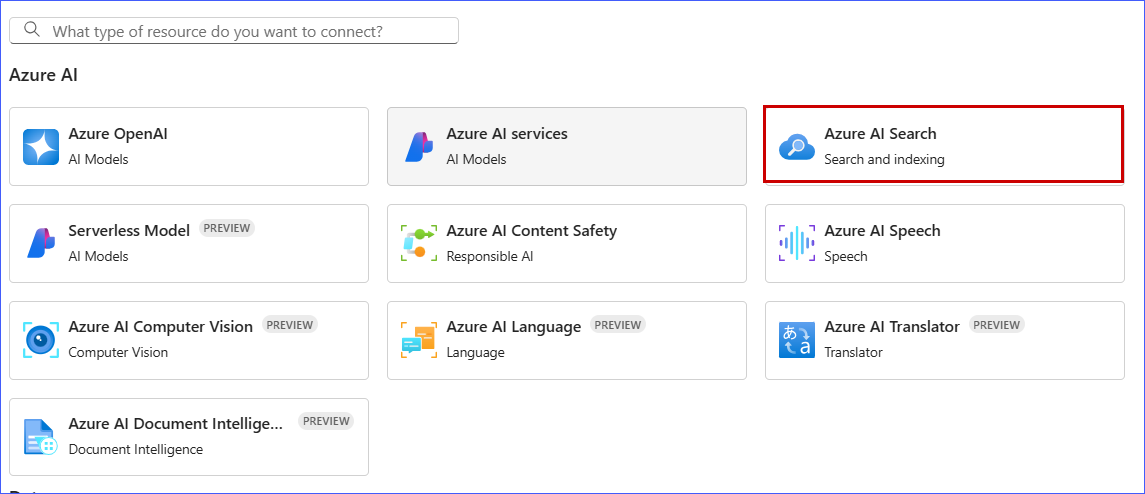 What type of resource do you want to connect?
Azure AI
Azure OpenAI
AI Models
Azure AI services
AI Models
Azure AI Search
Search and indexing
Serverless Model PREVIEW
AI Models
Azure AI Content Safety
Responsible AI
Azure AI Speech
Speech
Azure AI Computer Vision PREVIEW
Computer Vision
Azure AI Language PREVIEW
Language
Azure AI Translator PREVIEW
Translator
あ
a
Azure AI Document Intellige... PREVIEW
Document Intelligence